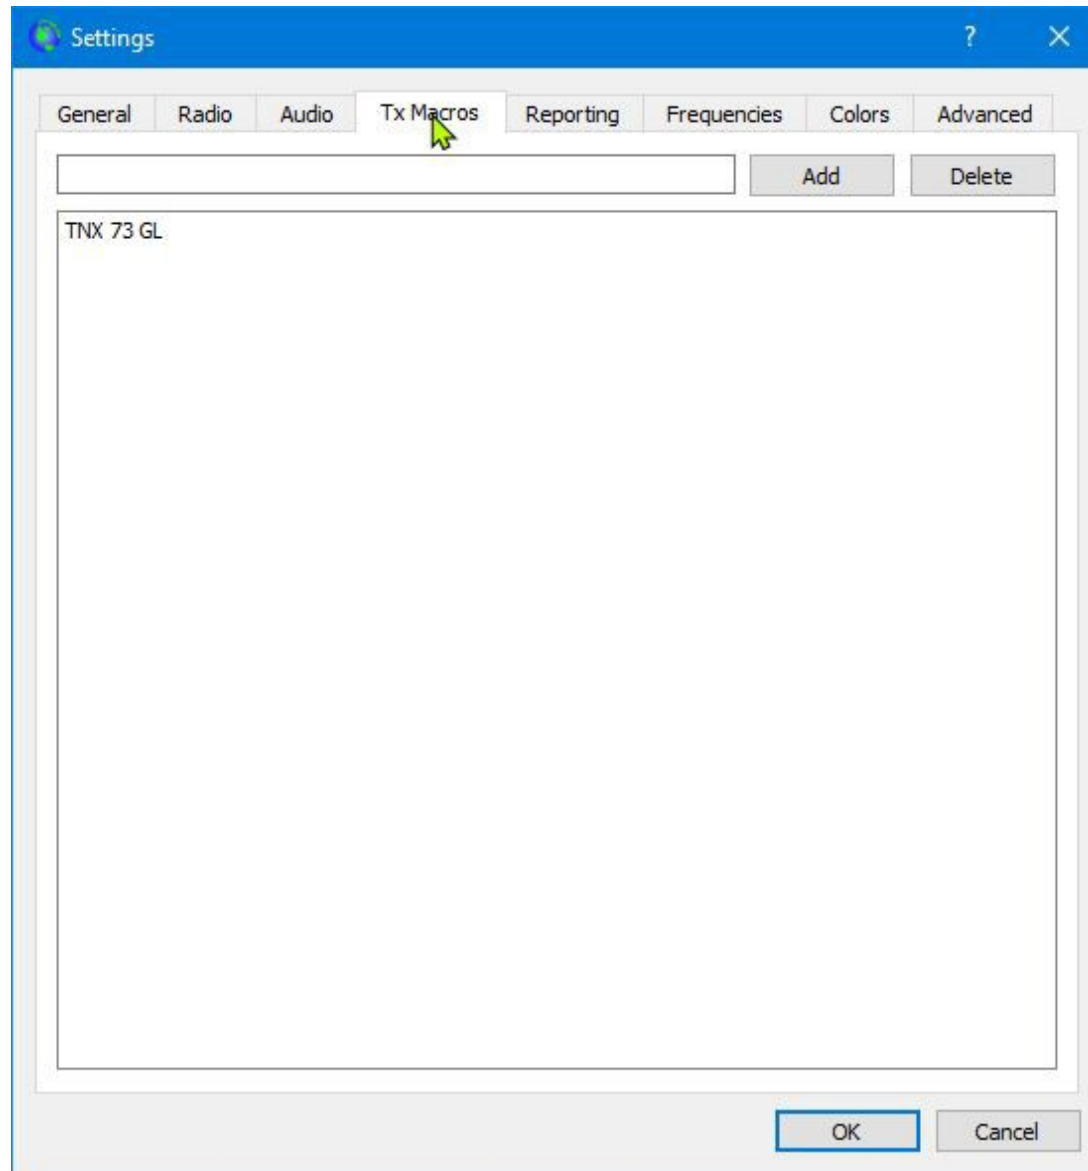 Settings
General Radio Audio Tx Macros Reporting Frequencies Colors Advanced
Add Delete
TNX 73 GL
OK Cancel